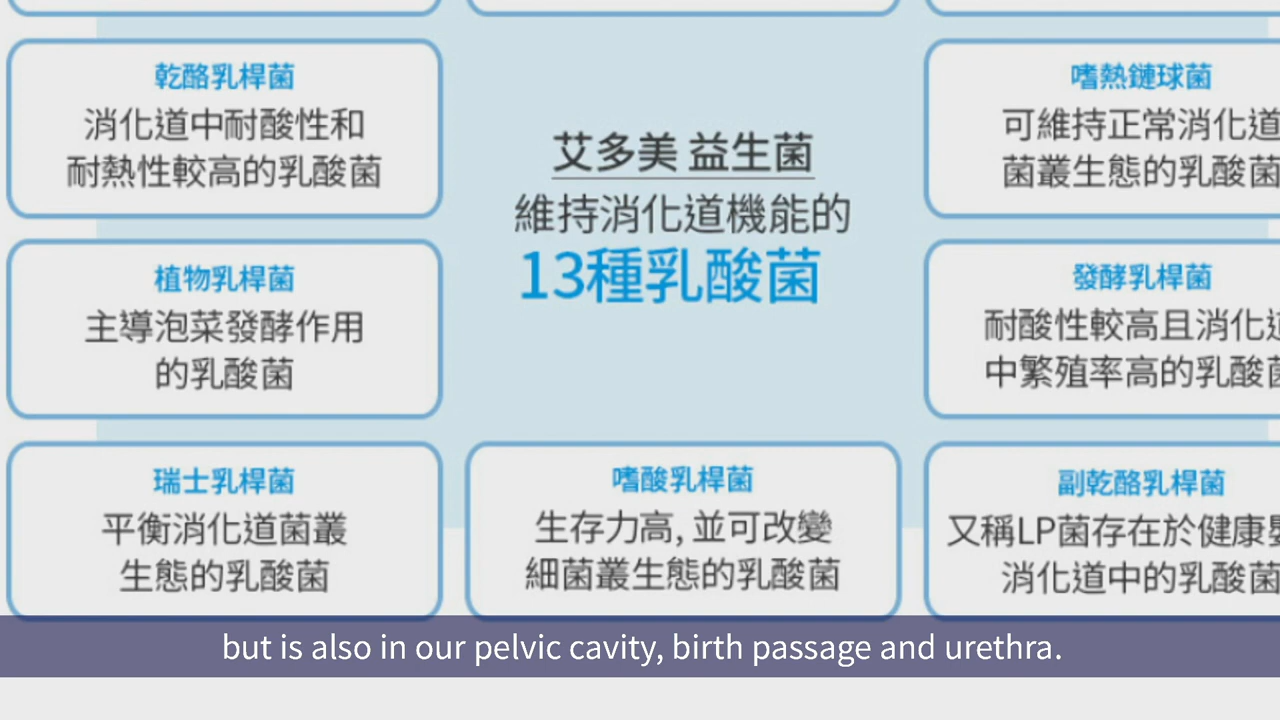 乾酪乳桿菌
消化道中耐酸性和
耐熱性較高的乳酸菌
艾多美 益生菌
維持消化道機能的
13種乳酸菌
嗜熱鏈球菌
可維持正常消化道
菌叢生態的乳酸菌
植物乳桿菌
主導泡菜發酵作用
的乳酸菌
發酵乳桿菌
耐酸性較高且消化道
中繁殖率高的乳酸菌
瑞士乳桿菌
平衡消化道菌叢
生態的乳酸菌
嗜酸乳桿菌
生存力高, 並可改變
細菌叢生態的乳酸菌
副乾酪乳桿菌
又稱LP菌存在於健康嬰
消化道中的乳酸菌
but is also in our pelvic cavity, birth passage and urethra.